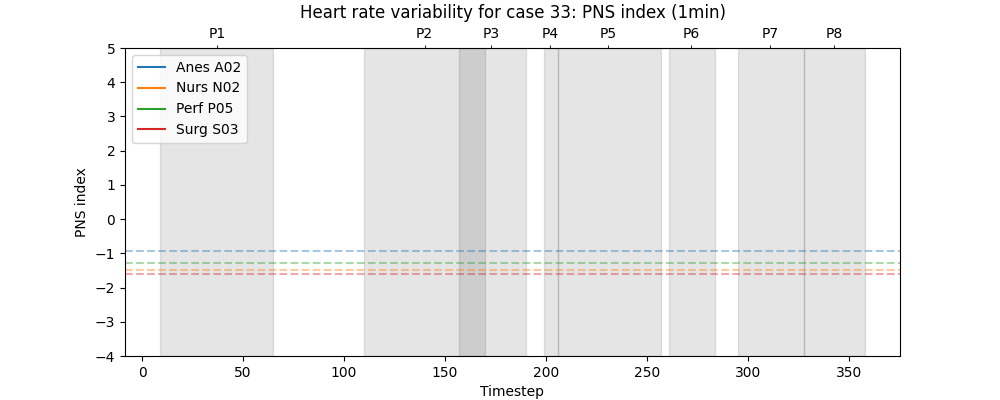 Heart rate variability for case 33: PNS index (1min)
P1 P2 P3 P4 P5 P6 P7 P8
Anes A02
Nurs N02
Perf P05
Surg S03
PNS index
5
4
3
2
1
0
−1
−2
−3
−4
0 50 100 150 200 250 300 350
Timestep